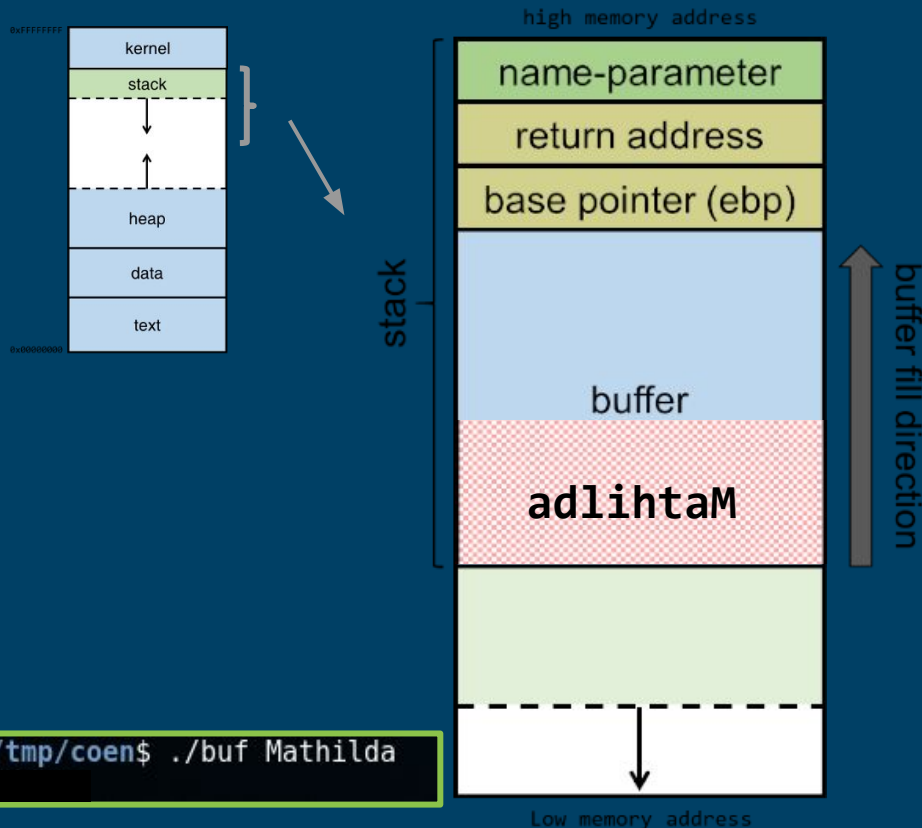 0xFFFFFFFF
kernel
stack
heap
data
text
0x00000000
high memory address
name-parameter
return address
base pointer (ebp)
stack
buffer
adlihtaM
buffer fill direction
/tmp/coen$ ./buf Mathilda
Low memory address